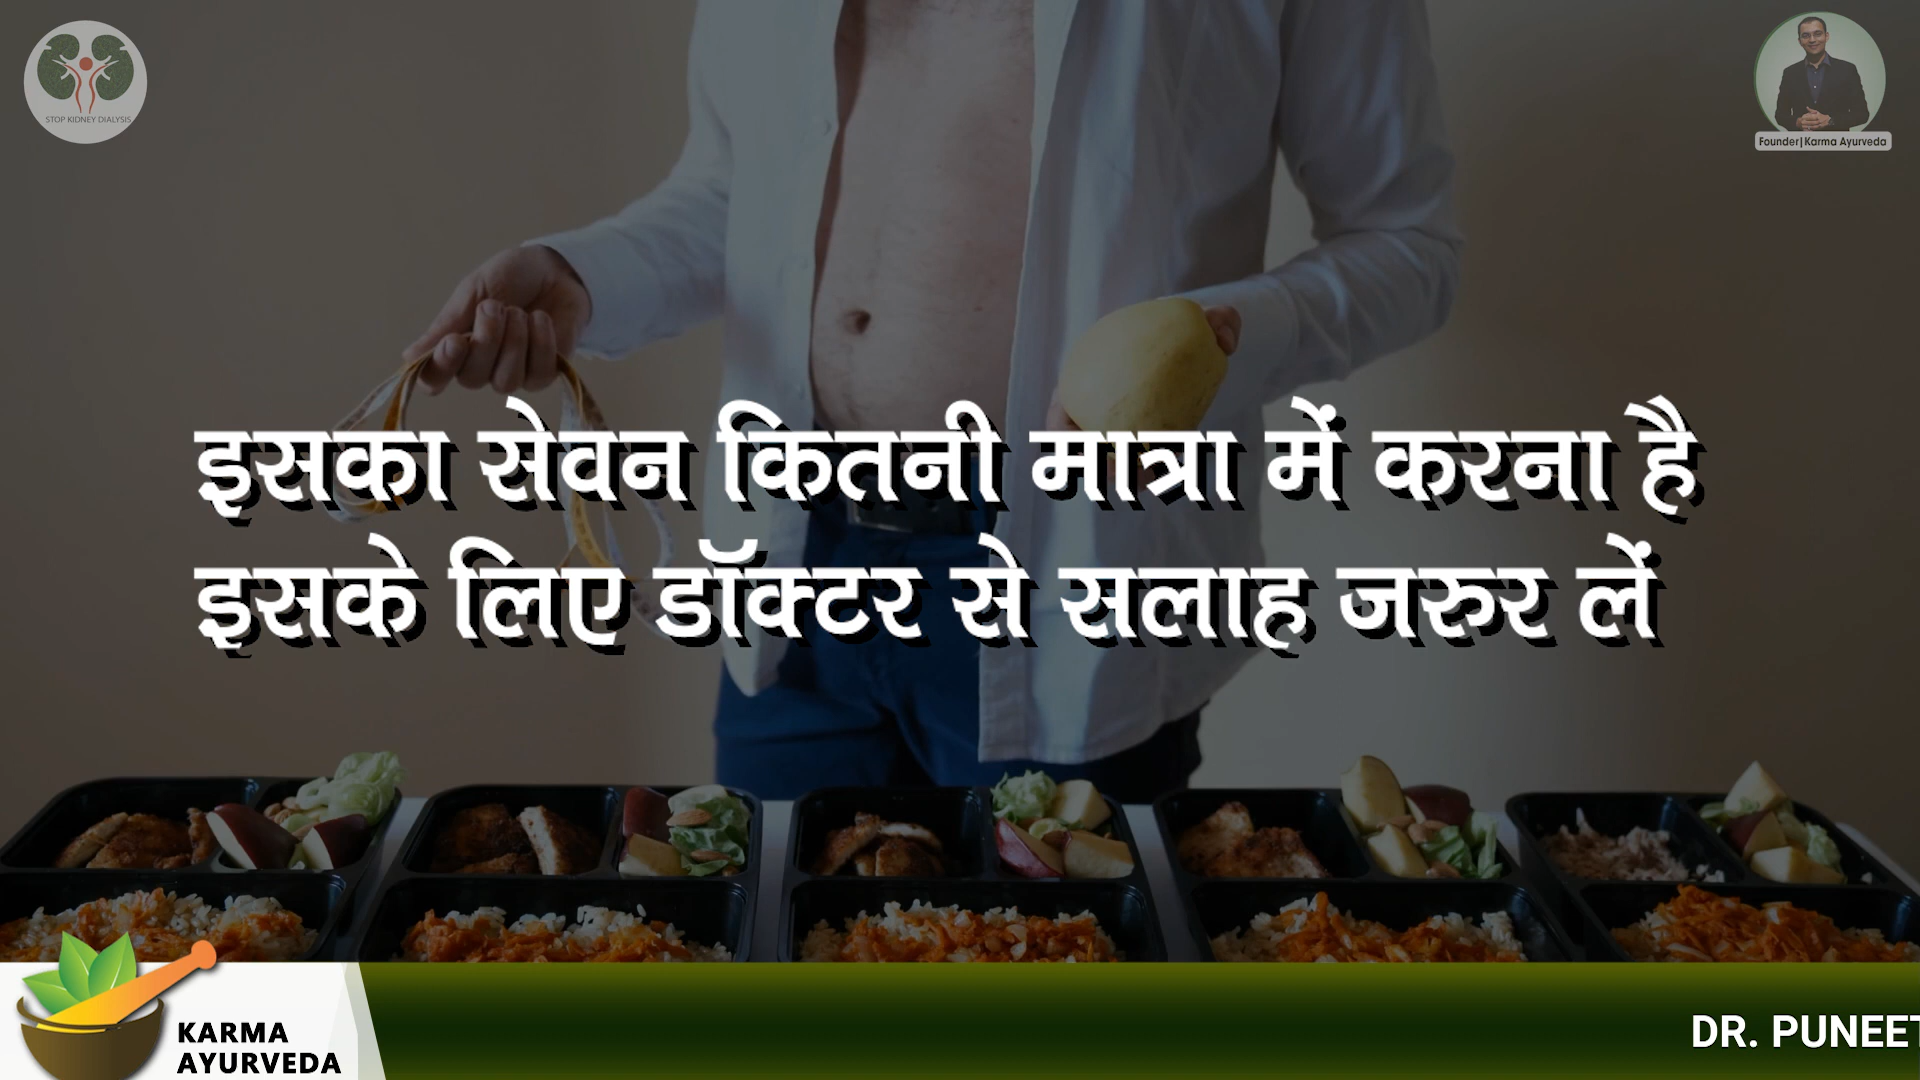 STOP KIDNEY DIALYSIS
Founder|Karma Ayurveda
इसका सेवन कितनी मात्रा में करना है
इसके लिए डॉक्टर से सलाह जरुर लें
KARMA
AYURVEDA
DR. PUNEET